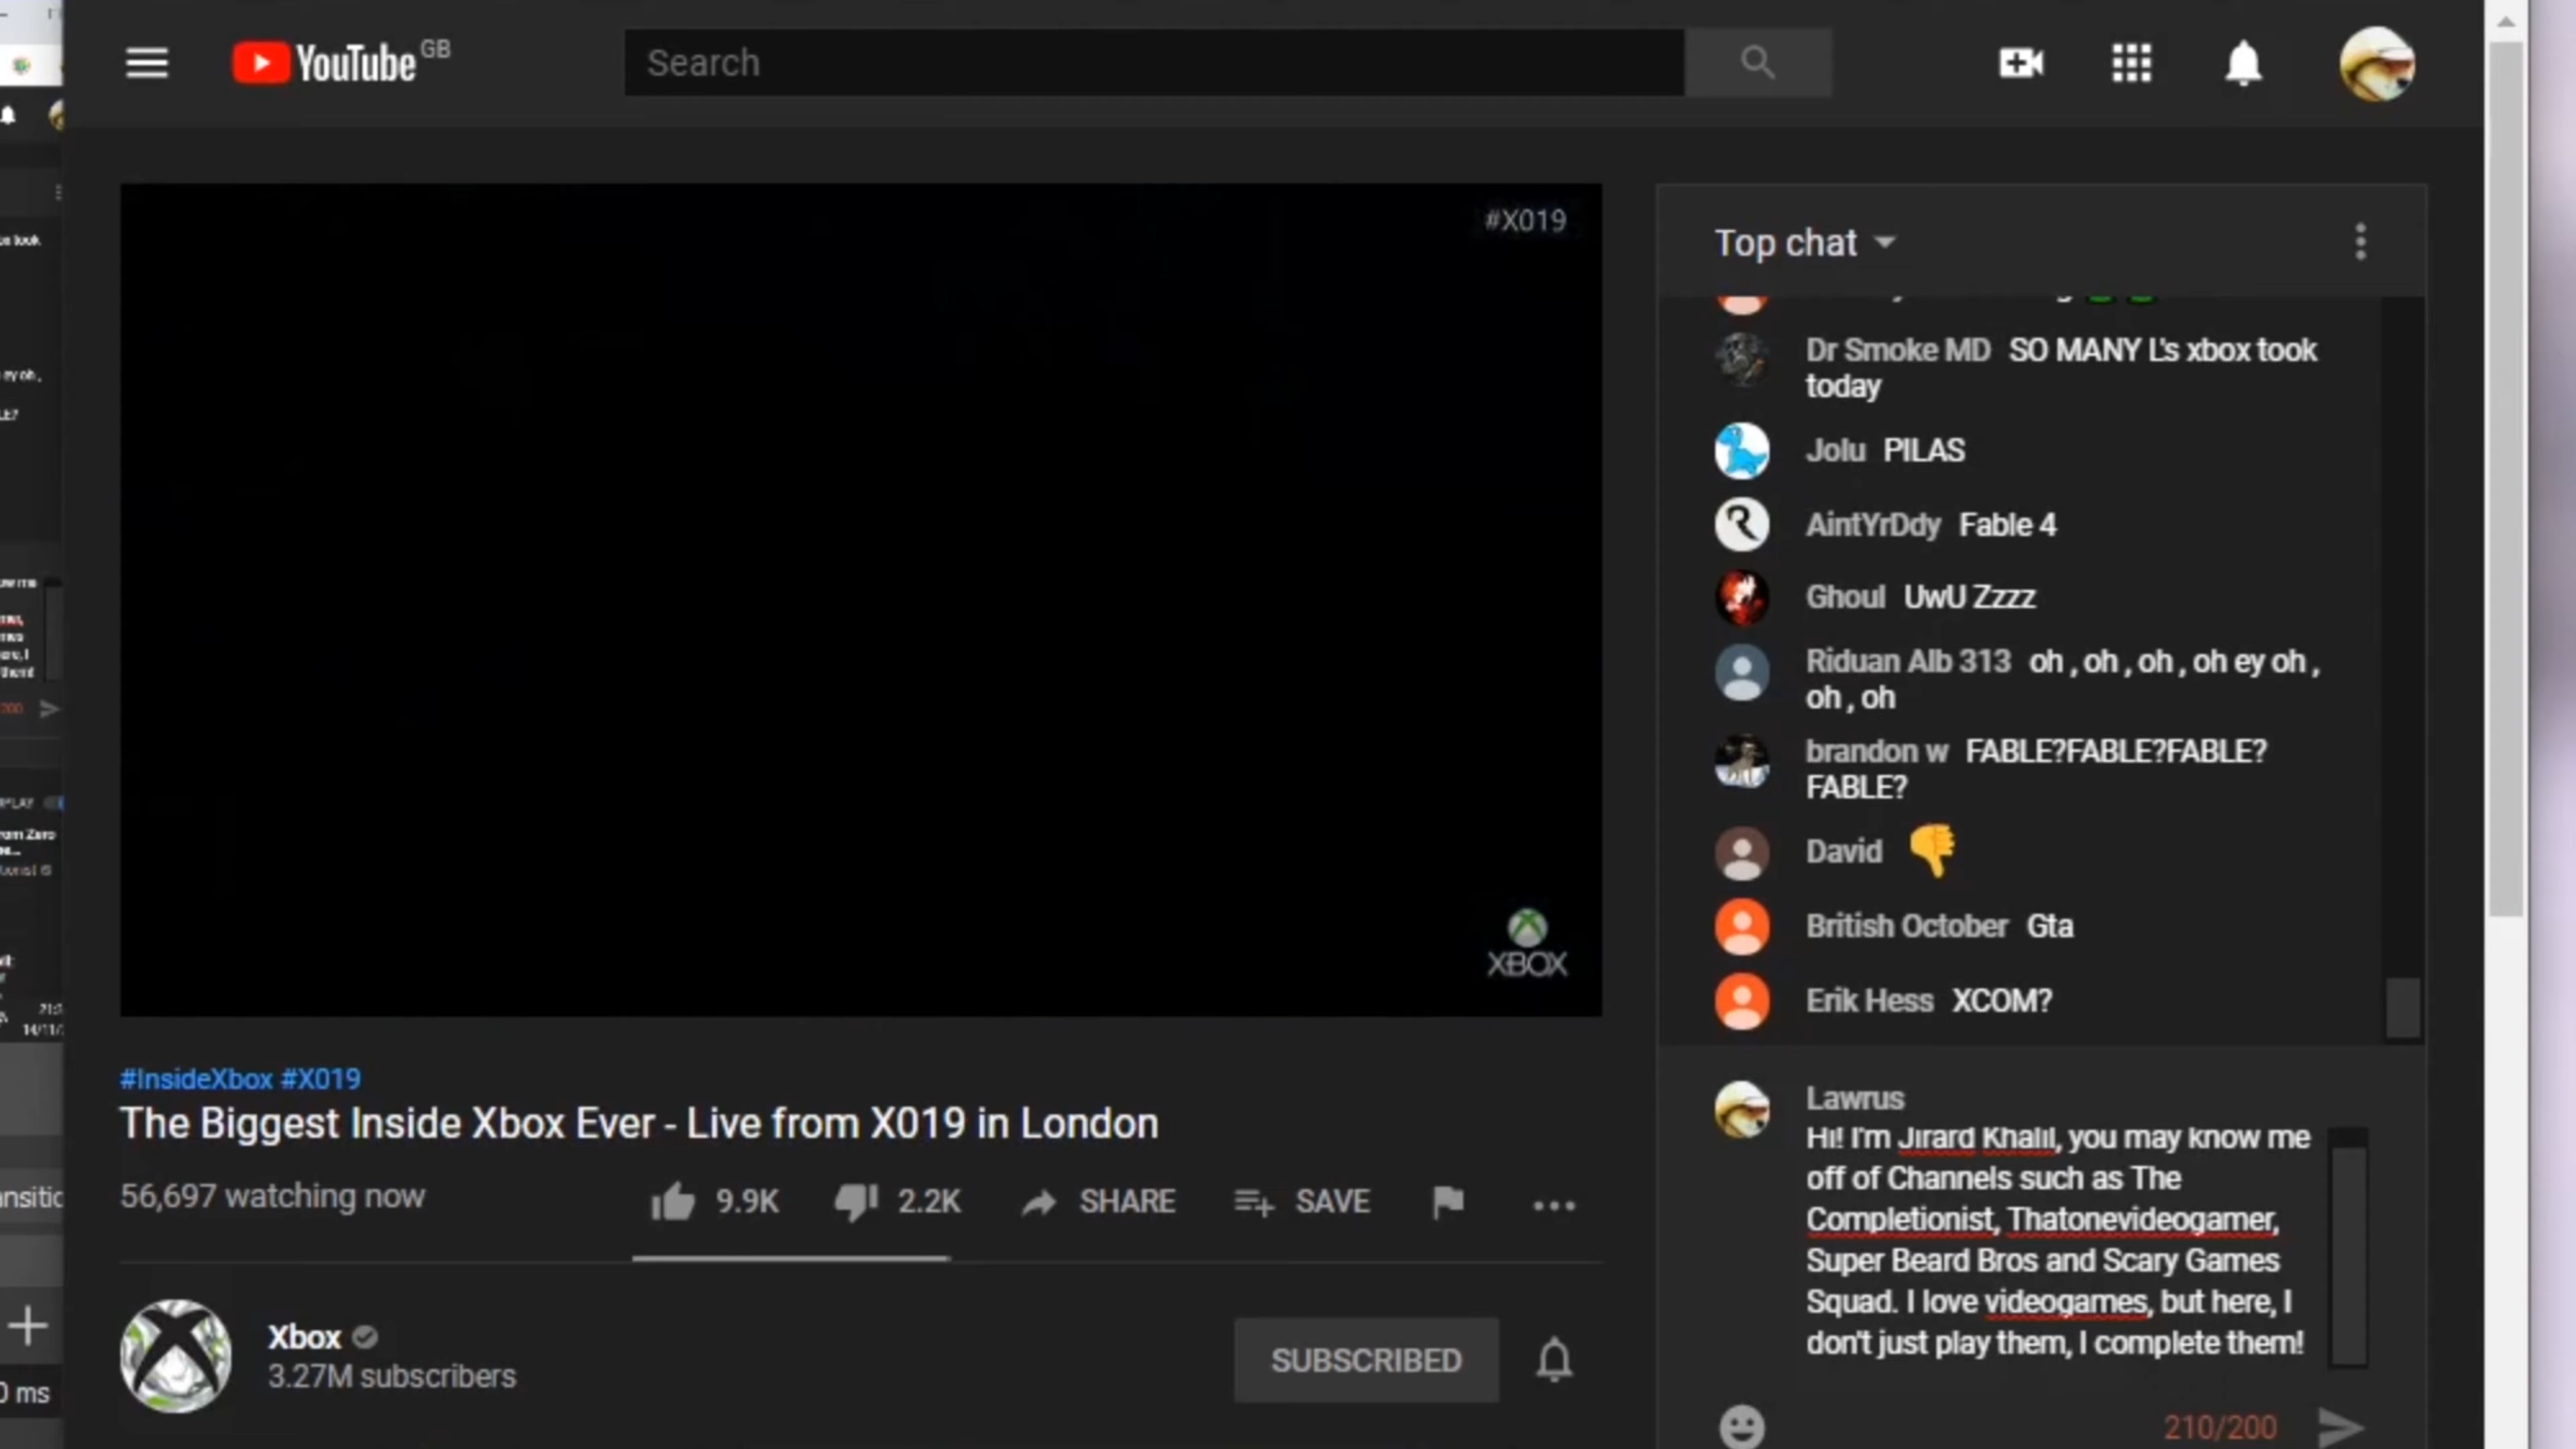 YouTube GB
Search
#X019
XBOX
#InsideXbox #X019
The Biggest Inside Xbox Ever - Live from X019 in London
56,697 watching now
9.9K
2.2K
SHARE
SAVE
Xbox
3.27M subscribers
SUBSCRIBED
Top chat
Dr Smoke MD SO MANY L's xbox took
today
Jolu PILAS
AintYrDdy Fable 4
Ghoul UwU Zzzz
Riduan Alb 313 oh , oh , oh , oh ey oh ,
oh , oh
brandon w FABLE?FABLE?FABLE?
FABLE?
David
British October Gta
Erik Hess XCOM?
Lawrus
Hi! I'm Jirard Khalil, you may know me
off of Channels such as The
Completionist, Thatonevideogamer,
Super Beard Bros and Scary Games
Squad. I love videogames, but here, I
don't just play them, I complete them!
210/200